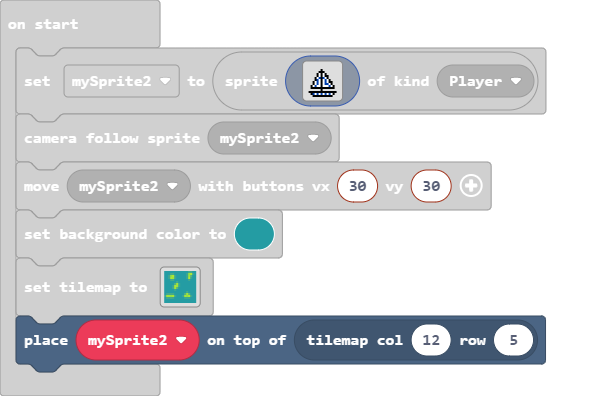 on start
set mySprite2 to sprite of kind Player
camera follow sprite mySprite2
move mySprite2 with buttons vx 30 vy 30
set background color to
set tilemap to
place mySprite2 on top of tilemap col 12 row 5